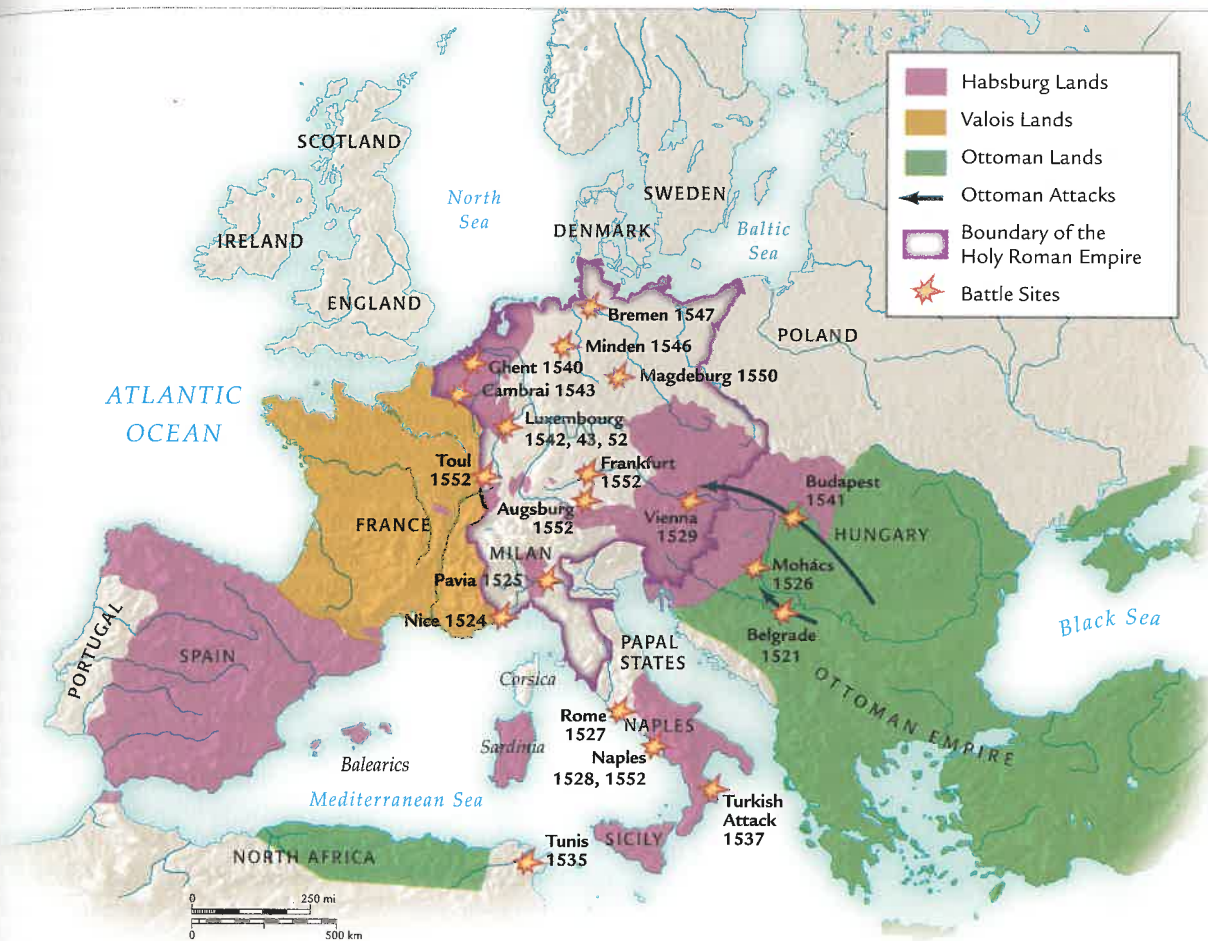 Habsburg Lands
Valois Lands
Ottoman Lands
Ottoman Attacks
Boundary of the
Holy Roman Empire
Battle Sites
SCOTLAND
North
Sea
SWEDEN
IRELAND
DENMARK
Baltic
Sea
ENGLAND
Bremen 1547
POLAND
Minden 1546
Ghent 1540
Magdeburg 1550
ATLANTIC
OCEAN
Cambrai 1543
Luxembourg
1542, 43, 52
Toul
1552
Frankfurt
1552
Budapest
1541
Augsburg
1552
Vienna
1529
FRANCE
HUNGARY
MILAN
Mohács
1526
Pavia 1525
Nice 1524
Belgrade
1521
Black Sea
PORTUGAL
SPAIN
PAPAL
STATES
Corsica
OTTOMAN EMPIRE
Rome
1527
NAPLES
Sardinia
Naples
1528, 1552
Balearics
Mediterranean Sea
Turkish
Attack
1537
SICILY
Tunis
1535
NORTH AFRICA
0 250 mi
0 500 km